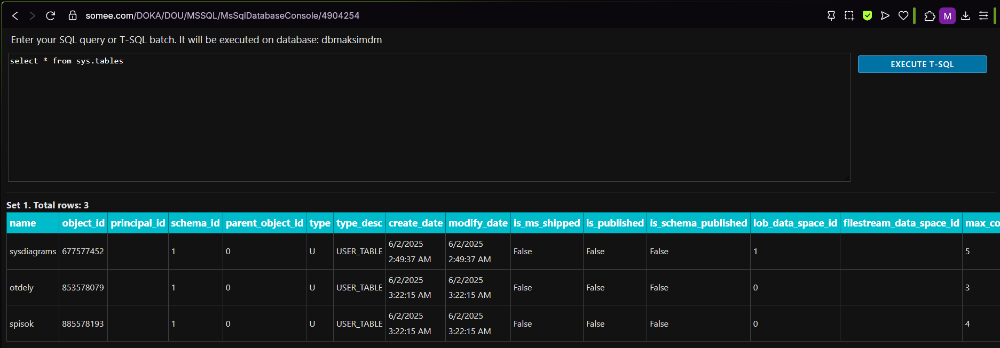 somee.com/DOKA/DOU/MSSQL/MsSqlDatabaseConsole/4904254
M
Enter your SQL query or T-SQL batch. It will be executed on database: dbmaksimdm
select * from sys.tables
EXECUTE T-SQL
Set 1. Total rows: 3
name object_id principal_id schema_id parent_object_id type type_desc create_date modify_date is_ms_shipped is_published is_schema_published lob_data_space_id filestream_data_space_id max_co
sysdiagrams 677577452 1 0 U USER_TABLE 6/2/2025 2:49:37 AM 6/2/2025 2:49:37 AM False False False 1 5
otdely 853578079 1 0 U USER_TABLE 6/2/2025 3:22:15 AM 6/2/2025 3:22:15 AM False False False 0 3
spisok 885578193 1 0 U USER_TABLE 6/2/2025 3:22:15 AM 6/2/2025 3:22:15 AM False False False 0 4